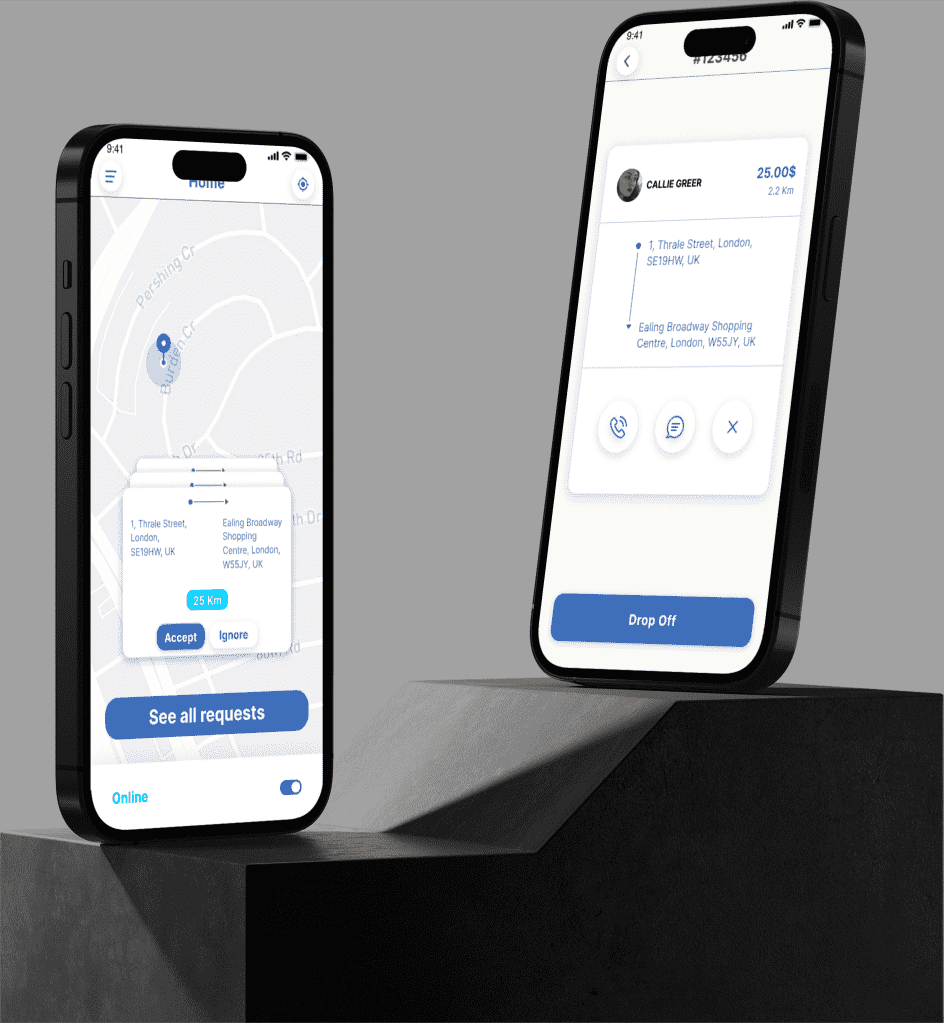 9:41
Home
Pershing Cr
Burden Cr
th Dr
85th Rd
th Dr
1, Thrale Street,
London,
SE19HW, UK
Ealing Broadway
Shopping
Centre, London,
W55JY, UK
25 Km
Accept
Ignore
80th Rd
See all requests
Online
9:41
#123456
CALLIE GREER
25.00$
2.2 Km
1, Thrale Street, London,
SE19HW, UK
Ealing Broadway Shopping
Centre, London, W55JY, UK
Drop Off